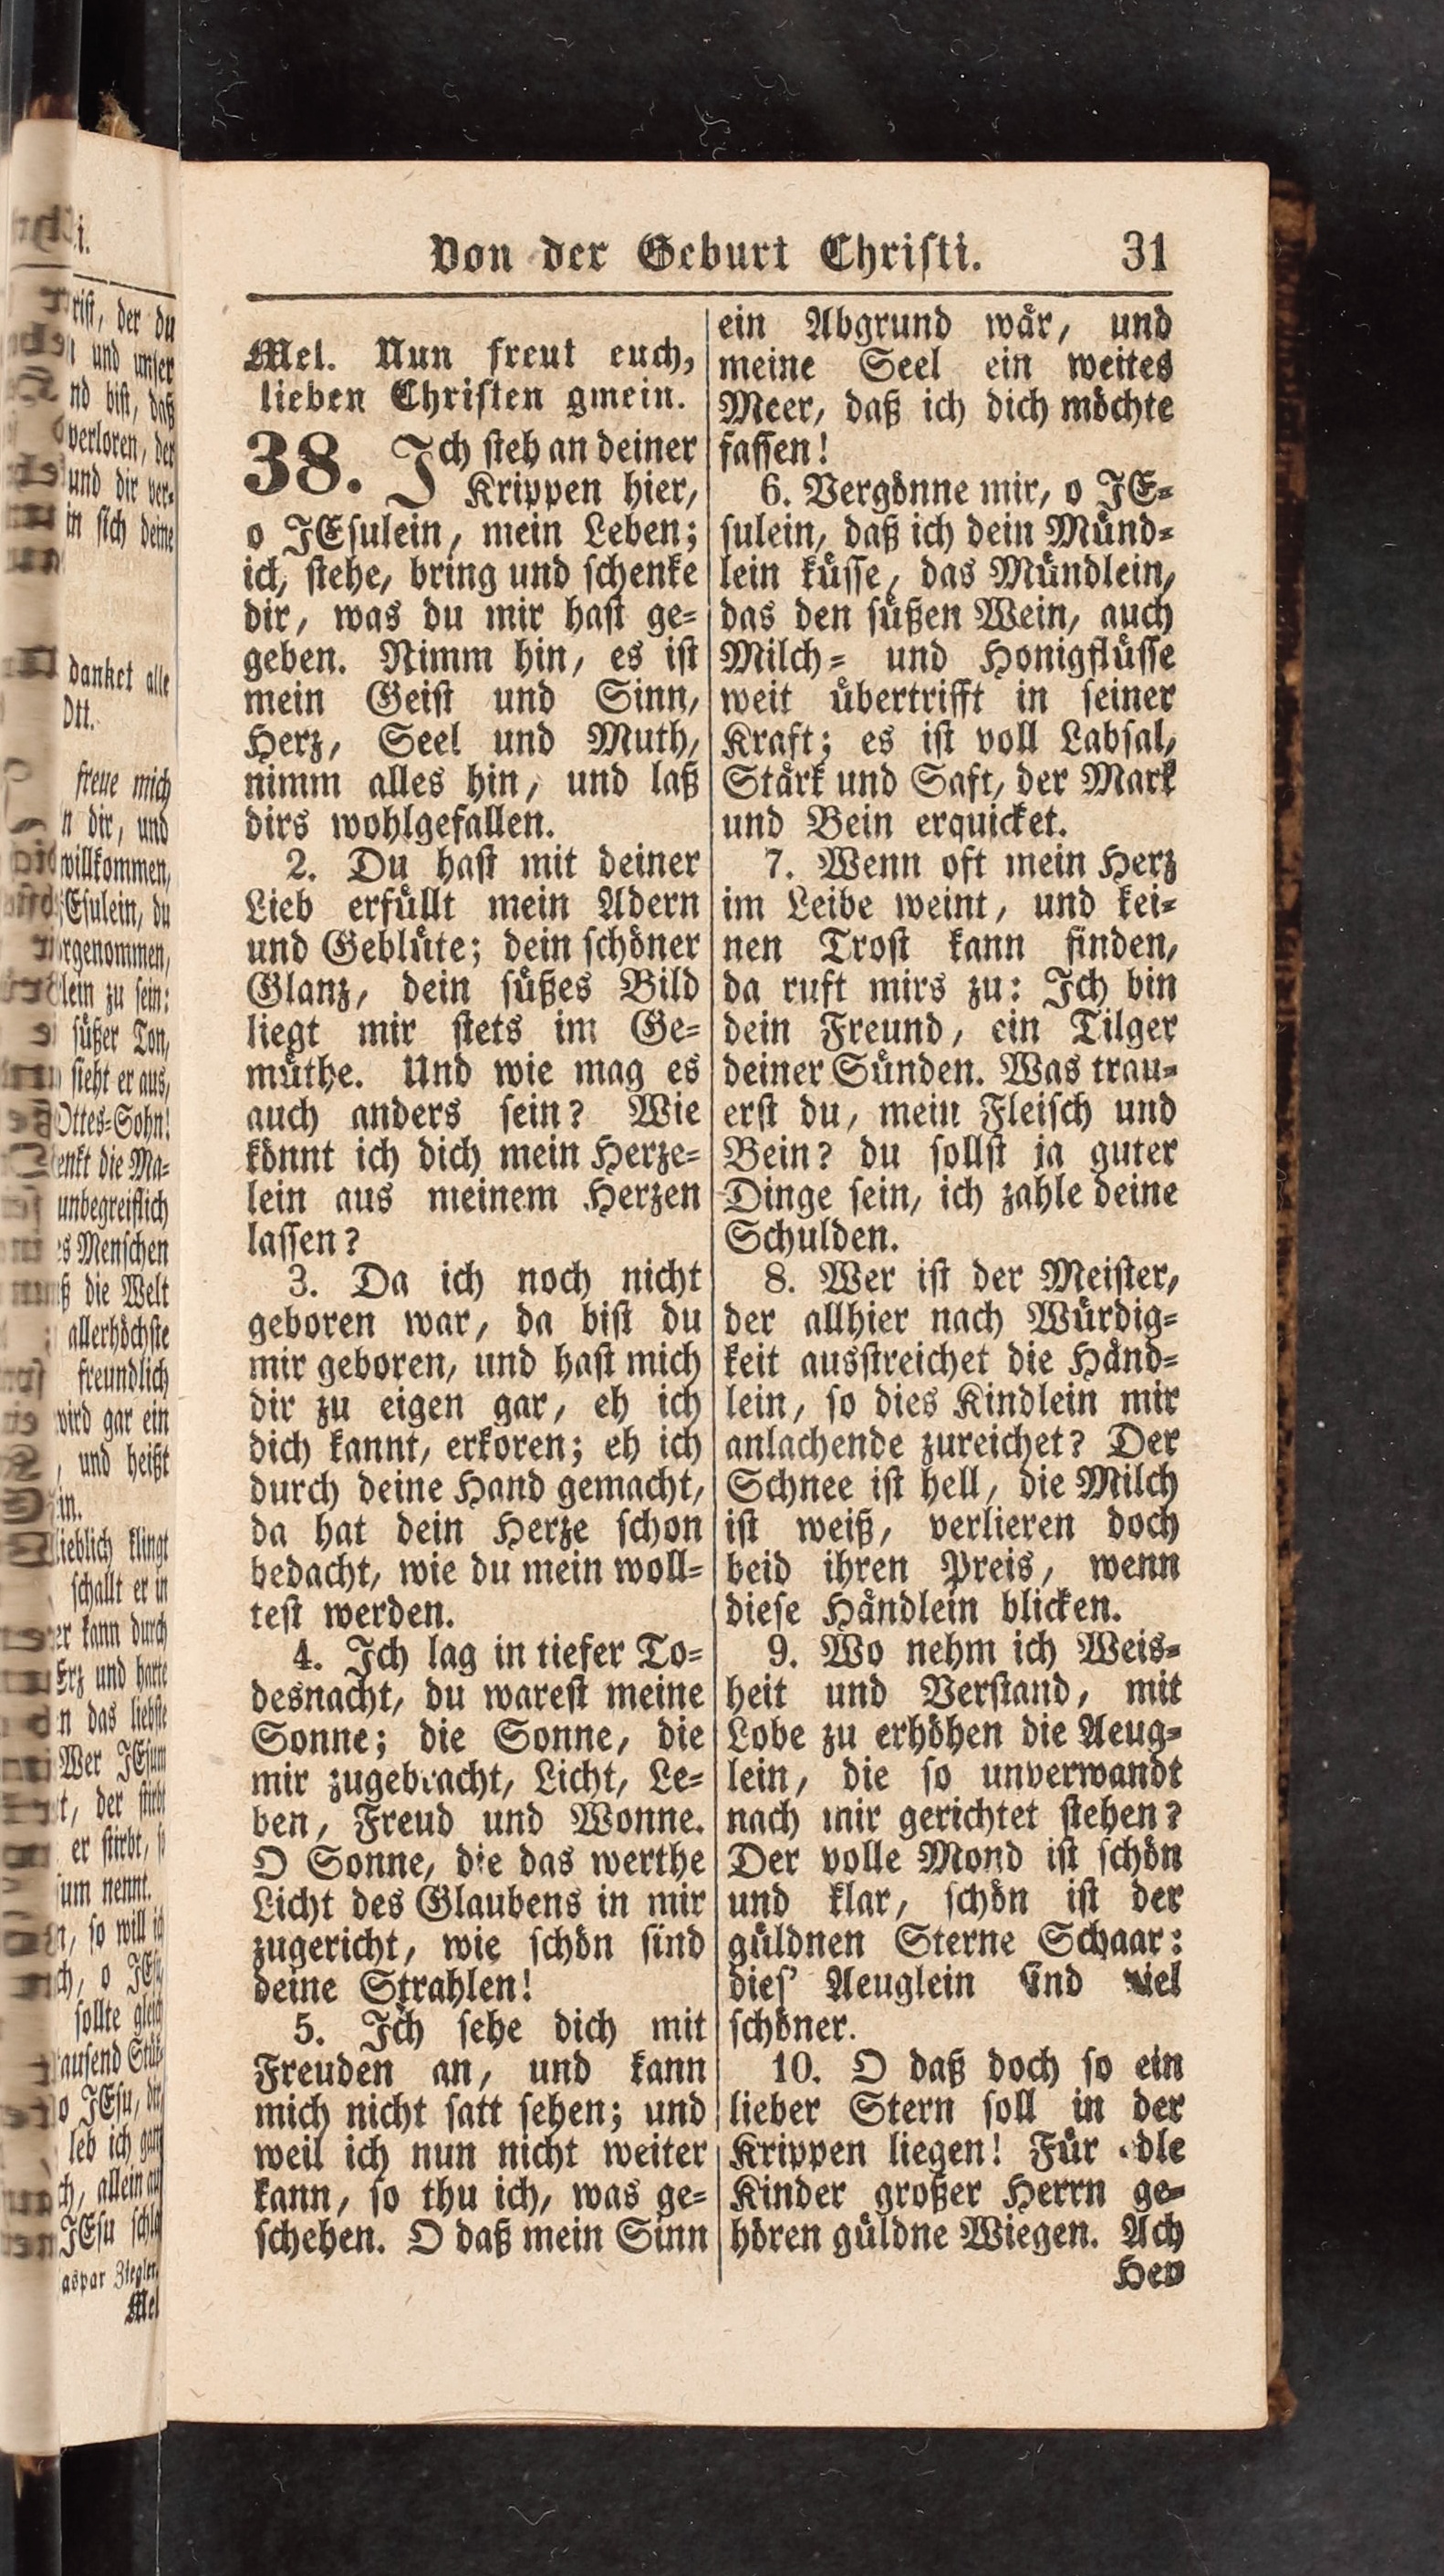 Von der Geburt Christi. 31
Mel. Nun freut euch,
lieben Christen gmein.
38. Ich steh an deiner
Krippen hier,
o JEsulein, mein Leben;
ich stehe, bring und schenke
dir, was du mir hast ge-
geben. Nimm hin, es ist
mein Geist und Sinn,
Herz, Seel und Muth,
nimm alles hin, und laß
dirs wohlgefallen.
2. Du hast mit deiner
Lieb erfüllt mein Adern
und Geblüte; dein schöner
Glanz, dein süßes Bild
liegt mir stets im Ge-
müthe. Und wie mag es
auch anders sein? Wie
könnt ich dich mein Herze-
lein aus meinem Herzen
lassen?
3. Da ich noch nicht
geboren war, da bist du
mir geboren, und hast mich
dir zu eigen gar, eh ich
dich kannt, erkoren; eh ich
durch deine Hand gemacht,
da hat dein Herze schon
bedacht, wie du mein woll-
test werden.
4. Ich lag in tiefer To-
desnacht, du warest meine
Sonne; die Sonne, die
mir zugebracht, Licht, Le-
ben, Freud und Wonne.
O Sonne, die das werthe
Licht des Glaubens in mir
zugericht, wie schön sind
deine Strahlen!
5. Ich sehe dich mit
Freuden an, und kann
mich nicht satt sehen; und
weil ich nun nicht weiter
kann, so thu ich, was ge-
schehen. O daß mein Sinn
ein Abgrund wär, und
meine Seel ein weites
Meer, daß ich dich möchte
fassen!
6. Vergönne mir, o JE-
sulein, daß ich dein Münd-
lein küsse, das Mündlein,
das den süßen Wein, auch
Milch- und Honigflüsse
weit übertrifft in seiner
Kraft; es ist voll Labsal,
Stärk und Saft, der Mark
und Bein erquicket.
7. Wenn oft mein Herz
im Leibe weint, und kei-
nen Trost kann finden,
da ruft mirs zu: Ich bin
dein Freund, ein Tilger
deiner Sünden. Was trau-
erst du, mein Fleisch und
Bein? du sollst ja guter
Dinge sein, ich zahle deine
Schulden.
8. Wer ist der Meister,
der allhier nach Würdig-
keit ausstreichet die Händ-
lein, so dies Kindlein mir
anlachende zureichet? Der
Schnee ist hell, die Milch
ist weiß, verlieren doch
beid ihren Preis, wenn
diese Händlein blicken.
9. Wo nehm ich Weis-
heit und Verstand, mit
Lobe zu erhöhen die Aeug-
lein, die so unverwandt
nach mir gerichtet stehen?
Der volle Mond ist schön
und klar, schön ist der
güldnen Sterne Schaar:
dies' Aeuglein sind viel
schöner.
10. O daß doch so ein
lieber Stern soll in der
Krippen liegen! Für edle
Kinder großer Herrn ge-
hören güldne Wiegen. Ach
Heu